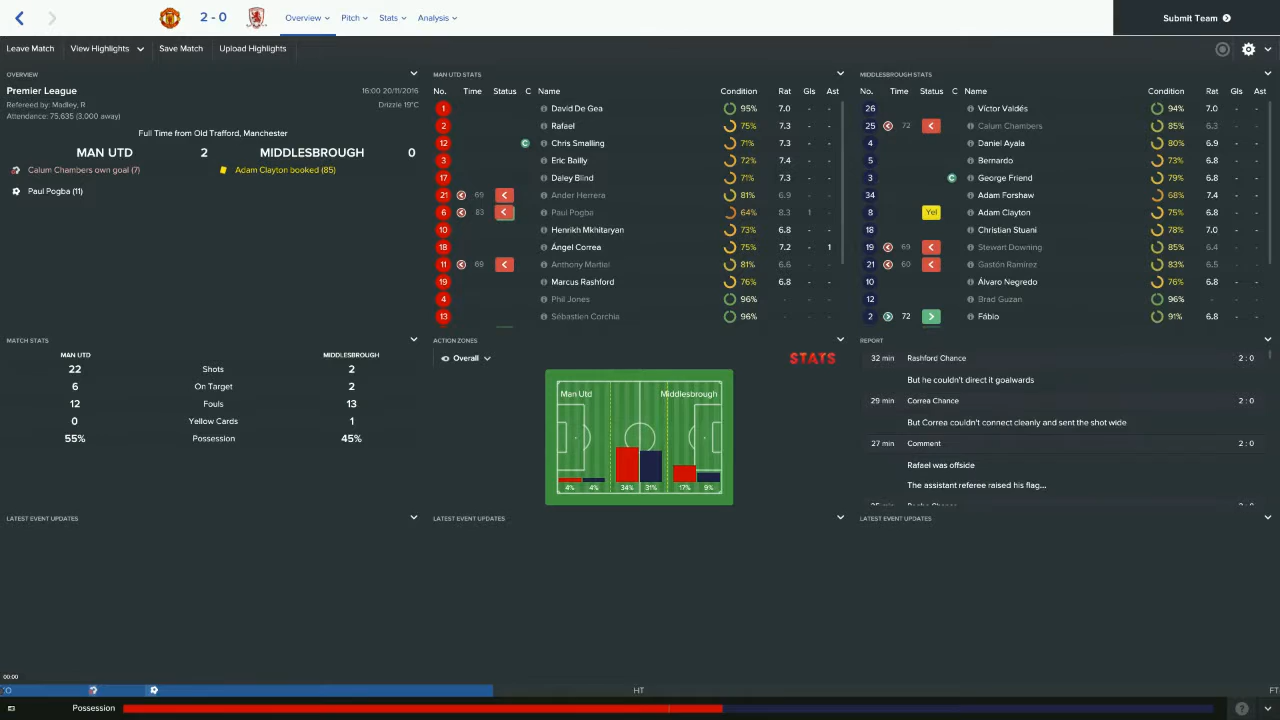 2 - 0 Overview Pitch Stats Analysis Submit Team
Leave Match View Highlights Save Match Upload Highlights
OVERVIEW
Premier League 16:00 20/11/2016
Refereed by: Madley, R Drizzle 19°C
Attendance: 75,635 (3,000 away)
Full Time from Old Trafford, Manchester
MAN UTD 2 MIDDLESBROUGH 0
Calum Chambers own goal (7) Adam Clayton booked (85)
Paul Pogba (11)
MAN UTD STATS
No. Time Status C Name Condition Rat Gls Ast
1 David De Gea 95% 7.0 - -
2 Rafael 75% 7.3 - -
12 C Chris Smalling 71% 7.3 - -
3 Eric Bailly 72% 7.4 - -
17 Daley Blind 71% 7.3 - -
21 69 Ander Herrera 81% 6.9 - -
6 83 Paul Pogba 64% 8.3 1 -
10 Henrikh Mkhitaryan 73% 6.8 - -
18 Ángel Correa 75% 7.2 - 1
11 69 Anthony Martial 81% 6.6 - -
19 Marcus Rashford 76% 6.8 - -
4 Phil Jones 96% - - -
13 Sébastien Corchia 96% - - -
MIDDLESBROUGH STATS
No. Time Status C Name Condition Rat Gls Ast
26 Víctor Valdés 94% 7.0 - -
25 72 Calum Chambers 85% 6.3 - -
4 Daniel Ayala 80% 6.9 - -
5 Bernardo 73% 6.8 - -
3 C George Friend 79% 6.8 - -
34 Adam Forshaw 68% 7.4 - -
8 Yel Adam Clayton 75% 6.8 - -
18 Christian Stuani 78% 7.0 - -
19 69 Stewart Downing 85% 6.4 - -
21 60 Gastón Ramírez 83% 6.5 - -
10 Álvaro Negredo 76% 6.8 - -
12 Brad Guzan 96% - - -
2 72 Fábio 91% 6.8 - -
MATCH STATS
MAN UTD MIDDLESBROUGH
22 Shots 2
6 On Target 2
12 Fouls 13
0 Yellow Cards 1
55% Possession 45%
ACTION ZONES
Overall STATS
Man Utd Middlesbrough
4% 4% 34% 31% 17% 9%
REPORT
32 min Rashford Chance 2 : 0
But he couldn't direct it goalwards
29 min Correa Chance 2 : 0
But Correa couldn't connect cleanly and sent the shot wide
27 min Comment 2 : 0
Rafael was offside
The assistant referee raised his flag...
LATEST EVENT UPDATES
LATEST EVENT UPDATES
LATEST EVENT UPDATES
00:00
HT FT
Possession